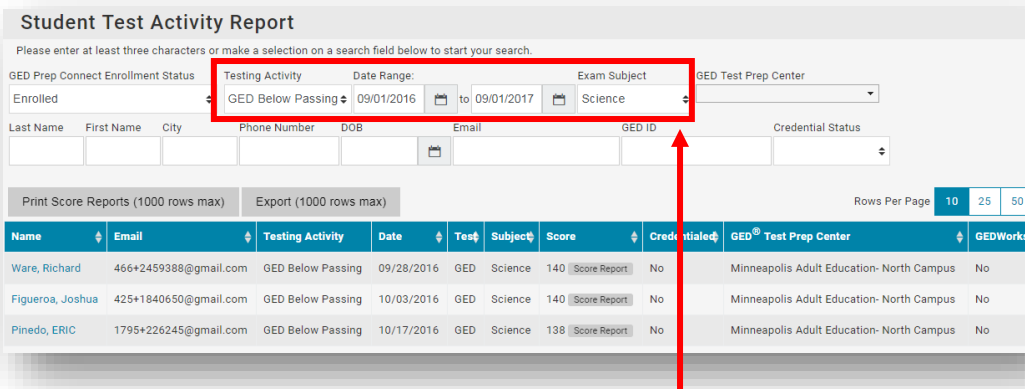 Student Test Activity Report
Please enter at least three characters or make a selection on a search field below to start your search.
GED Prep Connect Enrollment Status Testing Activity Date Range: Exam Subject GED Test Prep Center
Enrolled GED Below Passing 09/01/2016 to 09/01/2017 Science
Last Name First Name City Phone Number DOB Email GED ID Credential Status
Print Score Reports (1000 rows max) Export (1000 rows max) Rows Per Page 10 25 50
Name Email Testing Activity Date Test Subject Score Credentialed GED® Test Prep Center GEDWorks
Ware, Richard 466+2459388@gmail.com GED Below Passing 09/28/2016 GED Science 140 Score Report No Minneapolis Adult Education- North Campus No
Figueroa, Joshua 425+1840650@gmail.com GED Below Passing 10/03/2016 GED Science 140 Score Report No Minneapolis Adult Education- North Campus No
Pinedo, ERIC 1795+226245@gmail.com GED Below Passing 10/17/2016 GED Science 138 Score Report No Minneapolis Adult Education- North Campus No